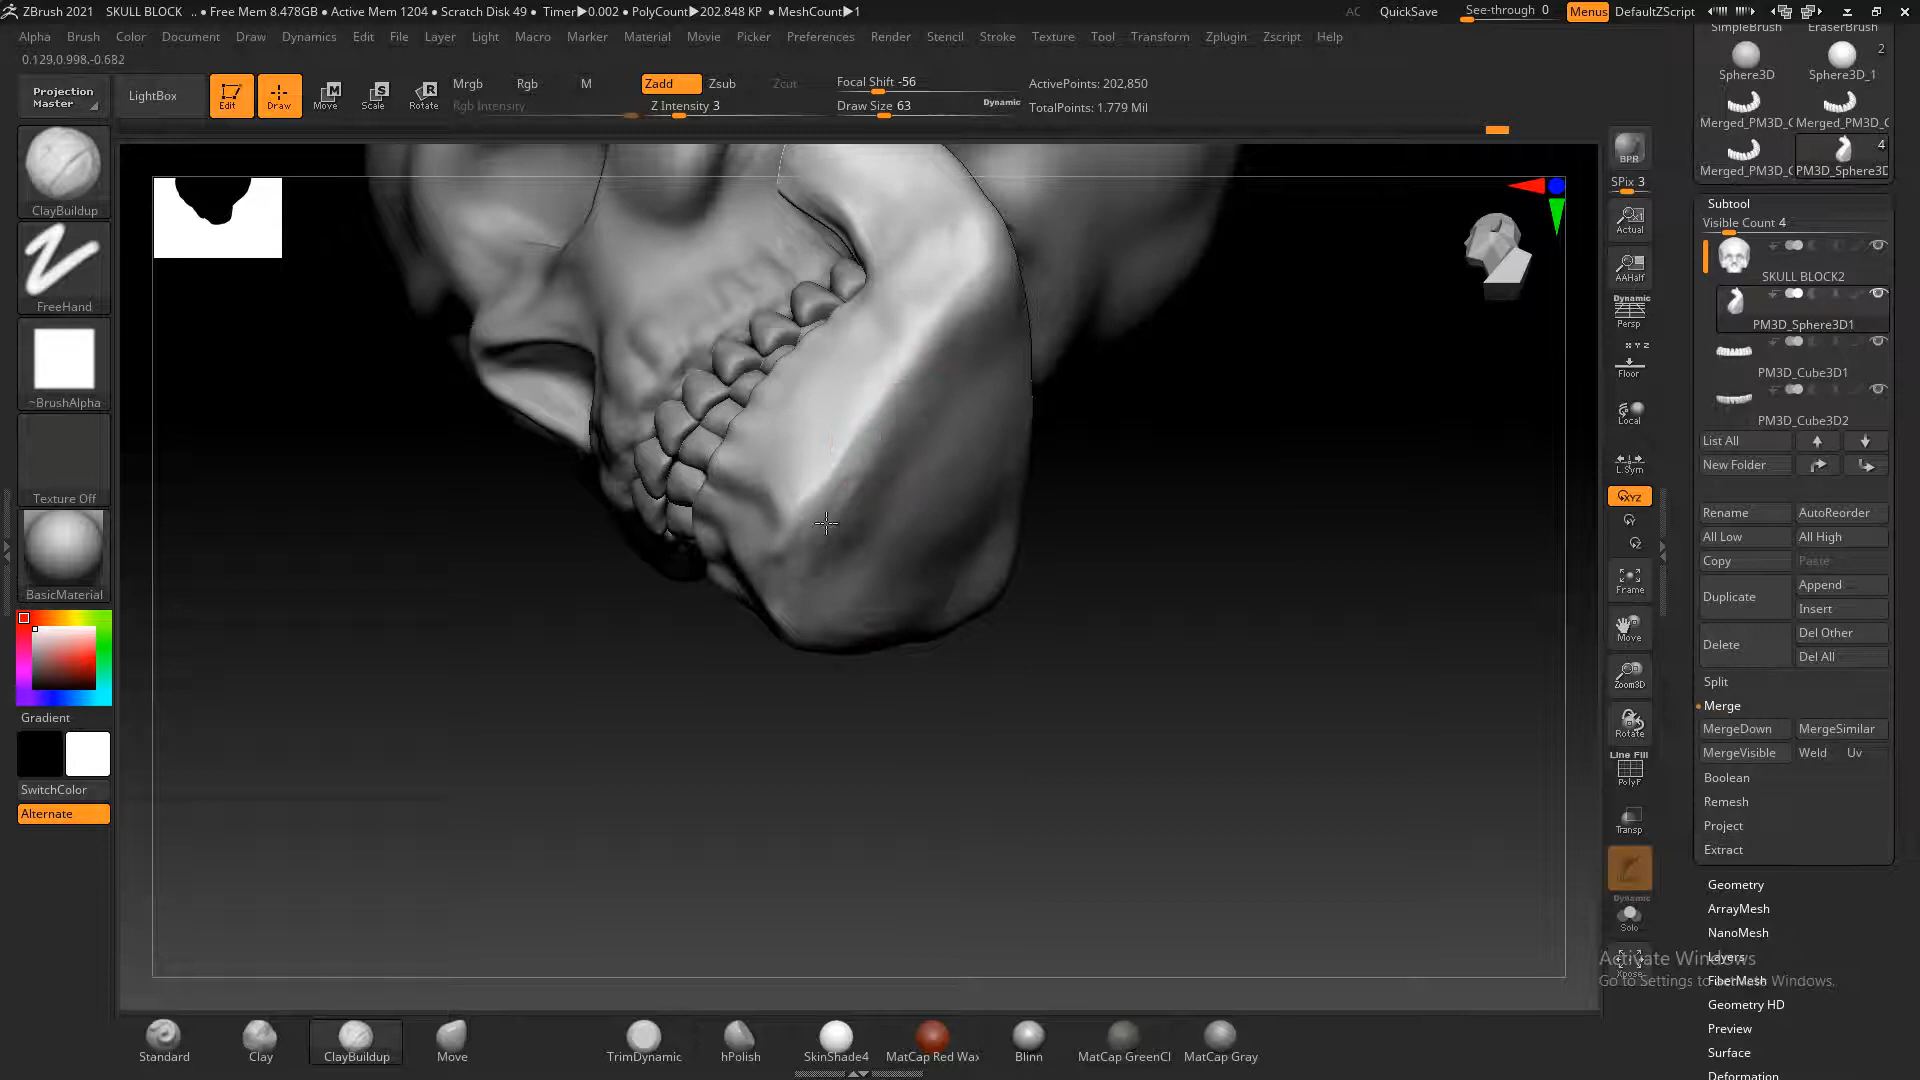 ZBrush 2021 SKULL BLOCK .. ● Free Mem 8.478GB ● Active Mem 1204 ● Scratch Disk 49 ● Timer▶0.002 ● PolyCount▶202.848 KP ● MeshCount▶1 AC QuickSave See-through 0 Menus DefaultZScript
Alpha Brush Color Document Draw Dynamics Edit File Layer Light Macro Marker Material Movie Picker Preferences Render Stencil Stroke Texture Tool Transform Zplugin Zscript Help
0.129,0.998,-0.682
Projection Master
LightBox
Edit
Draw
Move
Scale
Rotate
Mrgb Rgb M
Rgb Intensity
Zadd Zsub Zcut
Z Intensity 3
Focal Shift -56
Draw Size 63
Dynamic
ActivePoints: 202,850
TotalPoints: 1.779 Mil
ClayBuildup
FreeHand
~BrushAlpha
Texture Off
BasicMaterial
Gradient
SwitchColor
Alternate
BPR
SPix 3
Actual
AAHalf
Dynamic
Persp
X Y Z
Floor
Local
L.Sym
XYZ
Y
Z
Frame
Move
Zoom3D
Rotate
Line Fill
PolyF
Transp
Dynamic
Solo
Xpose
SimpleBrush EraserBrush
2
Sphere3D Sphere3D_1
Merged_PM3D_C Merged_PM3D_C
4
Merged_PM3D_C PM3D_Sphere3D
Subtool
Visible Count 4
SKULL BLOCK2
PM3D_Sphere3D1
PM3D_Cube3D1
PM3D_Cube3D2
List All
New Folder
Rename AutoReorder
All Low All High
Copy Paste
Duplicate Append
Insert
Delete Del Other
Del All
Split
Merge
MergeDown MergeSimilar
MergeVisible Weld Uv
Boolean
Remesh
Project
Extract
Geometry
ArrayMesh
NanoMesh
Layers
FiberMesh
Geometry HD
Preview
Surface
Deformation
Activate Windows
Go to Settings to activate Windows.
Standard Clay ClayBuildup Move TrimDynamic hPolish SkinShade4 MatCap Red Wax Blinn MatCap GreenCl MatCap Gray